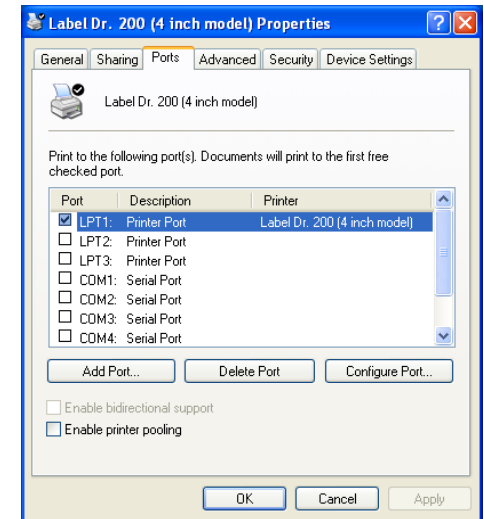 Label Dr. 200 (4 inch model) Properties
General Sharing Ports Advanced Security Device Settings
Label Dr. 200 (4 inch model)
Print to the following port(s). Documents will print to the first free
checked port.
Port Description Printer
LPT1: Printer Port Label Dr. 200 (4 inch model)
LPT2: Printer Port
LPT3: Printer Port
COM1: Serial Port
COM2: Serial Port
COM3: Serial Port
COM4: Serial Port
Add Port... Delete Port Configure Port...
Enable bidirectional support
Enable printer pooling
OK Cancel Apply